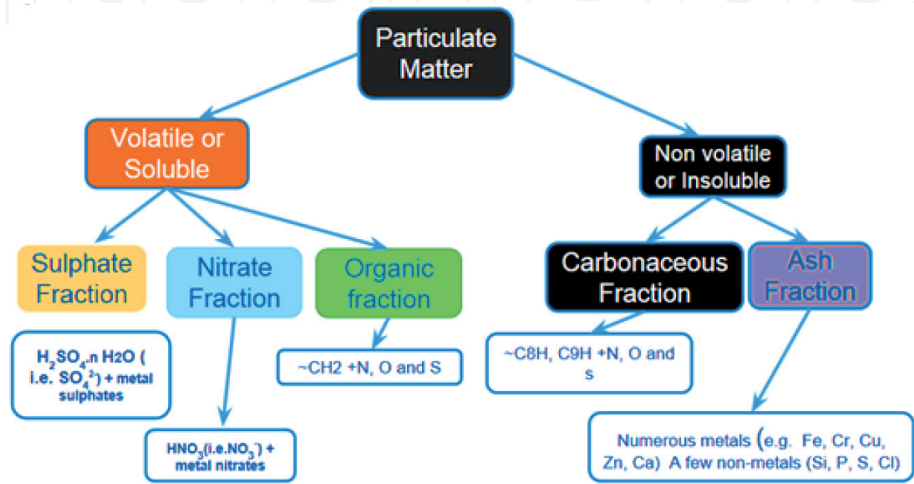 Particulate
Matter
Volatile or
Soluble
Non volatile
or Insoluble
Sulphate
Fraction
Nitrate
Fraction
Organic
fraction
Carbonaceous
Fraction
Ash
Fraction
H₂SO₄.n H2O (
i.e. SO₄²⁻) + metal
sulphates
~CH2 +N, O and S
~C8H, C9H +N, O and
s
HNO₃(i.e.NO₃⁻) +
metal nitrates
Numerous metals (e.g. Fe, Cr, Cu,
Zn, Ca) A few non-metals (Si, P, S, Cl)